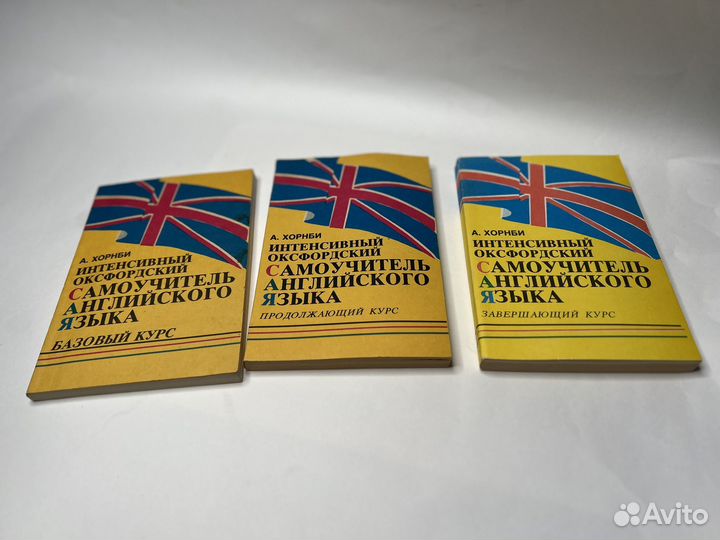 А. ХОРНБИ
ИНТЕНСИВНЫЙ
ОКСФОРДСКИЙ
САМОУЧИТЕЛЬ
АНГЛИЙСКОГО
ЯЗЫКА
БАЗОВЫЙ КУРС
А. ХОРНБИ
ИНТЕНСИВНЫЙ
ОКСФОРДСКИЙ
САМОУЧИТЕЛЬ
АНГЛИЙСКОГО
ЯЗЫКА
ПРОДОЛЖАЮЩИЙ КУРС
А. ХОРНБИ
ИНТЕНСИВНЫЙ
ОКСФОРДСКИЙ
САМОУЧИТЕЛЬ
АНГЛИЙСКОГО
ЯЗЫКА
ЗАВЕРШАЮЩИЙ КУРС
Avito